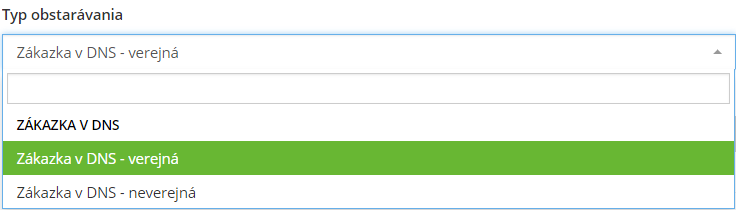 Typ obstarávania
Zákazka v DNS - verejná
ZÁKAZKA V DNS
Zákazka v DNS - verejná
Zákazka v DNS - neverejná